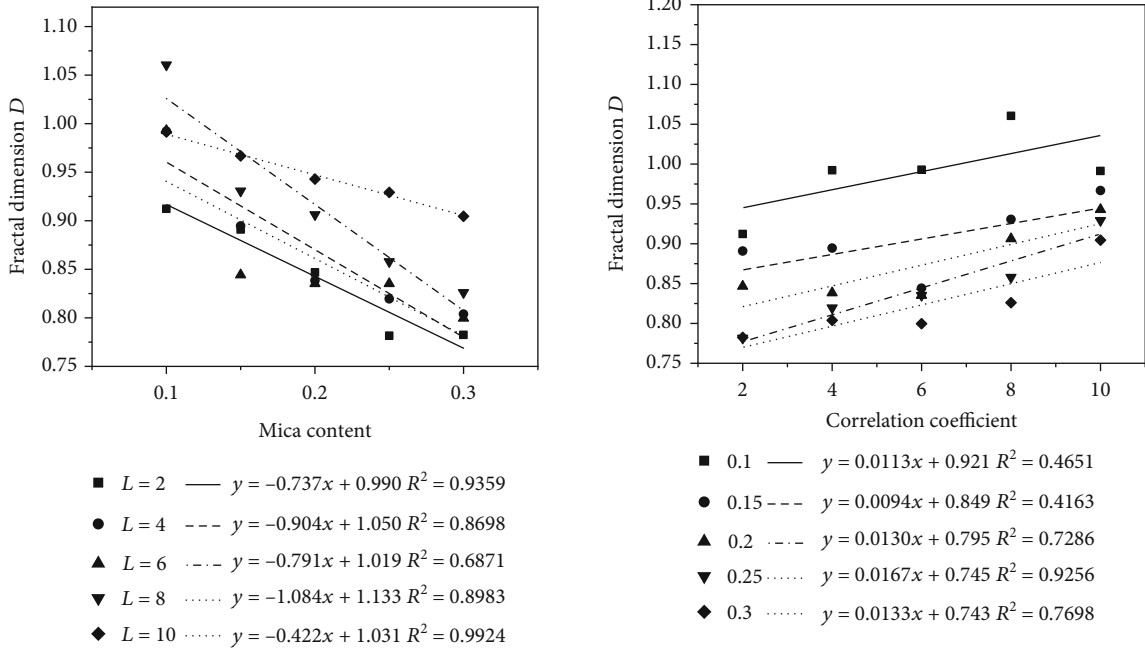 1.10
1.05
1.00
0.95
0.90
0.85
0.80
0.75
Fractal dimension D
0.1
0.2
0.3
Mica content
L = 2 y = –0.737x + 0.990 R² = 0.9359
L = 4 y = –0.904x + 1.050 R² = 0.8698
L = 6 y = –0.791x + 1.019 R² = 0.6871
L = 8 y = –1.084x + 1.133 R² = 0.8983
L = 10 y = –0.422x + 1.031 R² = 0.9924
1.20
1.15
1.10
1.05
1.00
0.95
0.90
0.85
0.80
0.75
Fractal dimension D
2
4
6
8
10
Correlation coefficient
0.1 y = 0.0113x + 0.921 R² = 0.4651
0.15 y = 0.0094x + 0.849 R² = 0.4163
0.2 y = 0.0130x + 0.795 R² = 0.7286
0.25 y = 0.0167x + 0.745 R² = 0.9256
0.3 y = 0.0133x + 0.743 R² = 0.7698